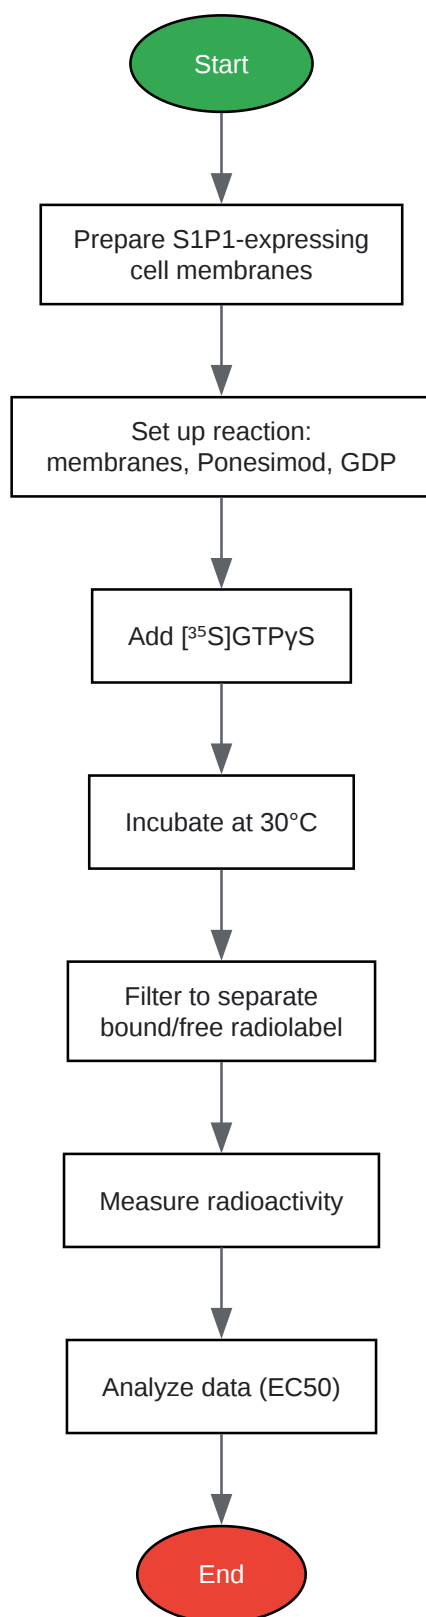 Start
Prepare S1P1-expressing
cell membranes
Set up reaction:
membranes, Ponesimod, GDP
Add [³⁵S]GTPγS
Incubate at 30°C
Filter to separate
bound/free radiolabel
Measure radioactivity
Analyze data (EC50)
End